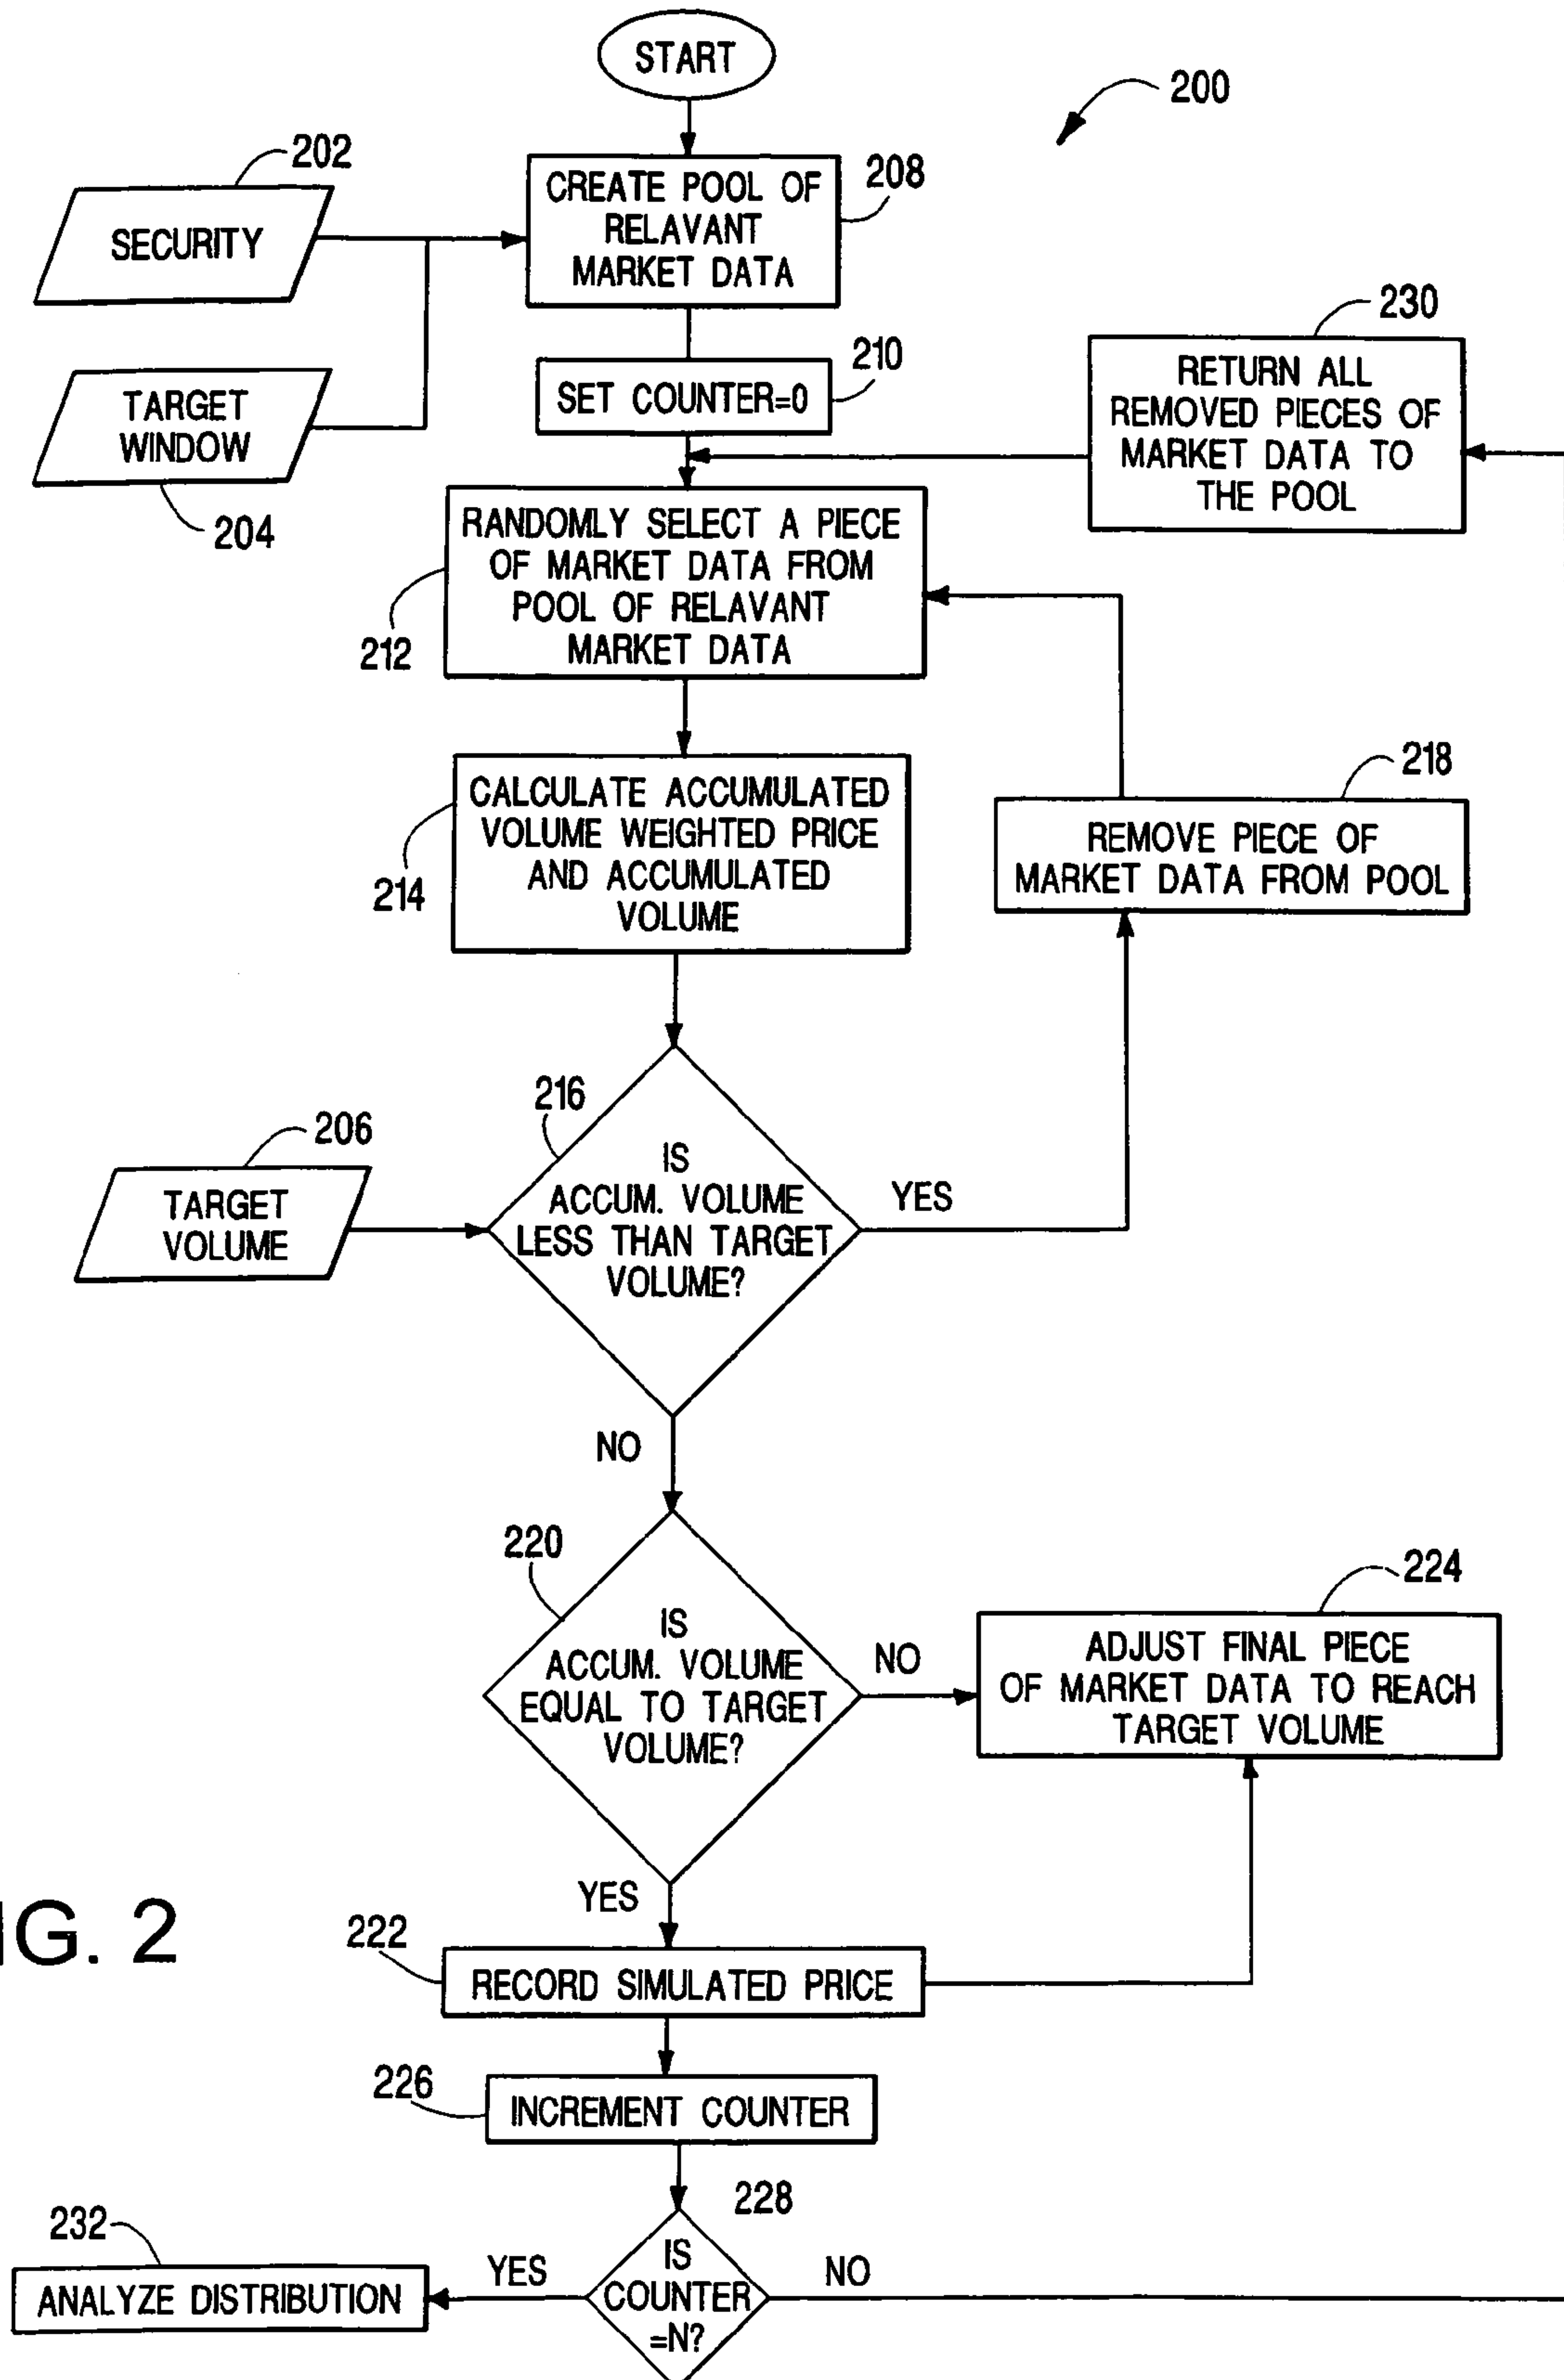 START
200
202
SECURITY
CREATE POOL OF
RELAVANT
MARKET DATA
208
TARGET
WINDOW
204
SET COUNTER=0
210
230
RETURN ALL
REMOVED PIECES OF
MARKET DATA TO
THE POOL
RANDOMLY SELECT A PIECE
OF MARKET DATA FROM
POOL OF RELAVANT
MARKET DATA
212
CALCULATE ACCUMULATED
VOLUME WEIGHTED PRICE
AND ACCUMULATED
VOLUME
214
218
REMOVE PIECE OF
MARKET DATA FROM POOL
206
TARGET
VOLUME
216
IS
ACCUM. VOLUME
LESS THAN TARGET
VOLUME?
YES
NO
220
IS
ACCUM. VOLUME
EQUAL TO TARGET
VOLUME?
NO
224
ADJUST FINAL PIECE
OF MARKET DATA TO REACH
TARGET VOLUME
YES
IG. 2
222
RECORD SIMULATED PRICE
226
INCREMENT COUNTER
228
IS
COUNTER
=N?
YES
NO
232
ANALYZE DISTRIBUTION